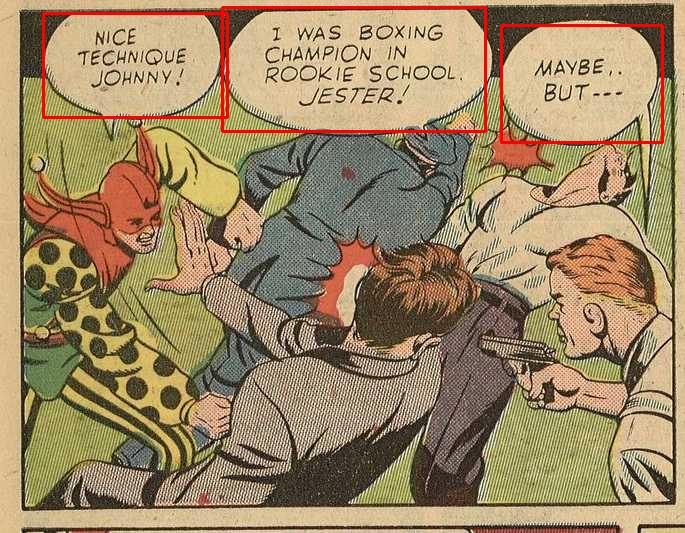 NICE
TECHNIQUE
JOHNNY!
I WAS BOXING
CHAMPION IN
ROOKIE SCHOOL.
JESTER!
MAYBE..
BUT---